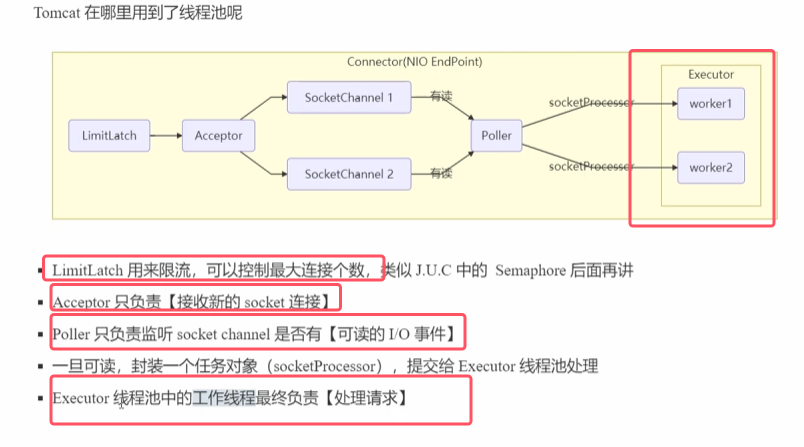 Tomcat 在哪里用到了线程池呢
Connector(NIO EndPoint)
Executor
SocketChannel 1
有读
socketProcessor
worker1
LimitLatch
Acceptor
Poller
SocketChannel 2
有读
socketProcessor
worker2
LimitLatch 用来限流，可以控制最大连接个数，类似 J.U.C 中的 Semaphore 后面再讲
Acceptor 只负责【接收新的 socket 连接】
Poller 只负责监听 socket channel 是否有【可读的 I/O 事件】
一旦可读，封装一个任务对象（socketProcessor），提交给 Executor 线程池处理
Executor 线程池中的工作线程最终负责【处理请求】